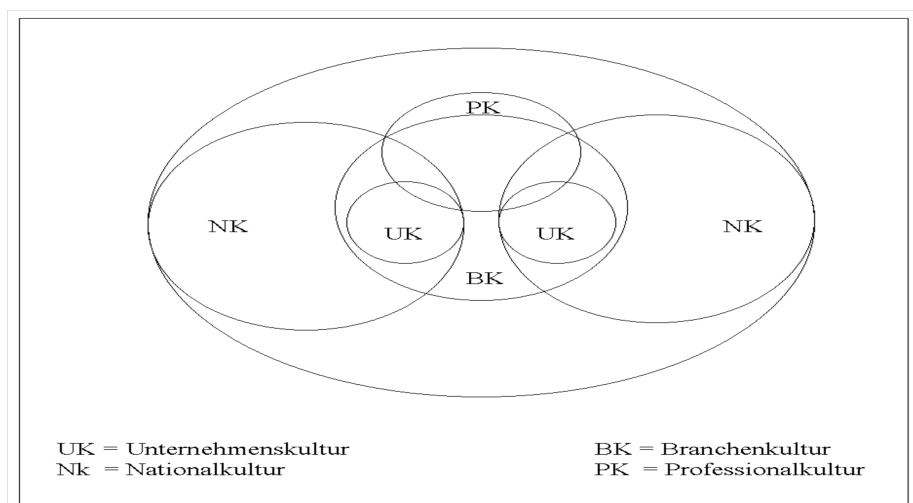 PK
NK
UK
UK
NK
BK
UK = Unternehmenskultur
Nk = Nationalkultur
BK = Branchenkultur
PK = Professionalkultur